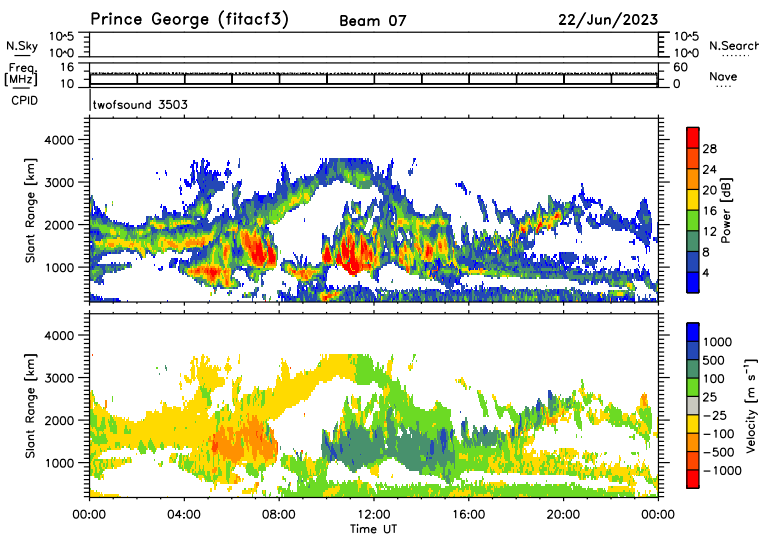 Prince George (fitacf3) Beam 07 22/Jun/2023
10^5 10^5
N.Sky N.Search
10^0 10^0
Freq. 16 60
[MHz] Nave
10 0
CPID twofsound 3503
4000 28
3000 24
20
2000 16
12
1000 8
4
Slant Range [km]
Power [dB]
4000 1000
3000 500
100
2000 25
−25
1000 −100
−500
−1000
Slant Range [km]
Velocity [m s⁻¹]
00:00 04:00 08:00 12:00 16:00 20:00 00:00
Time UT